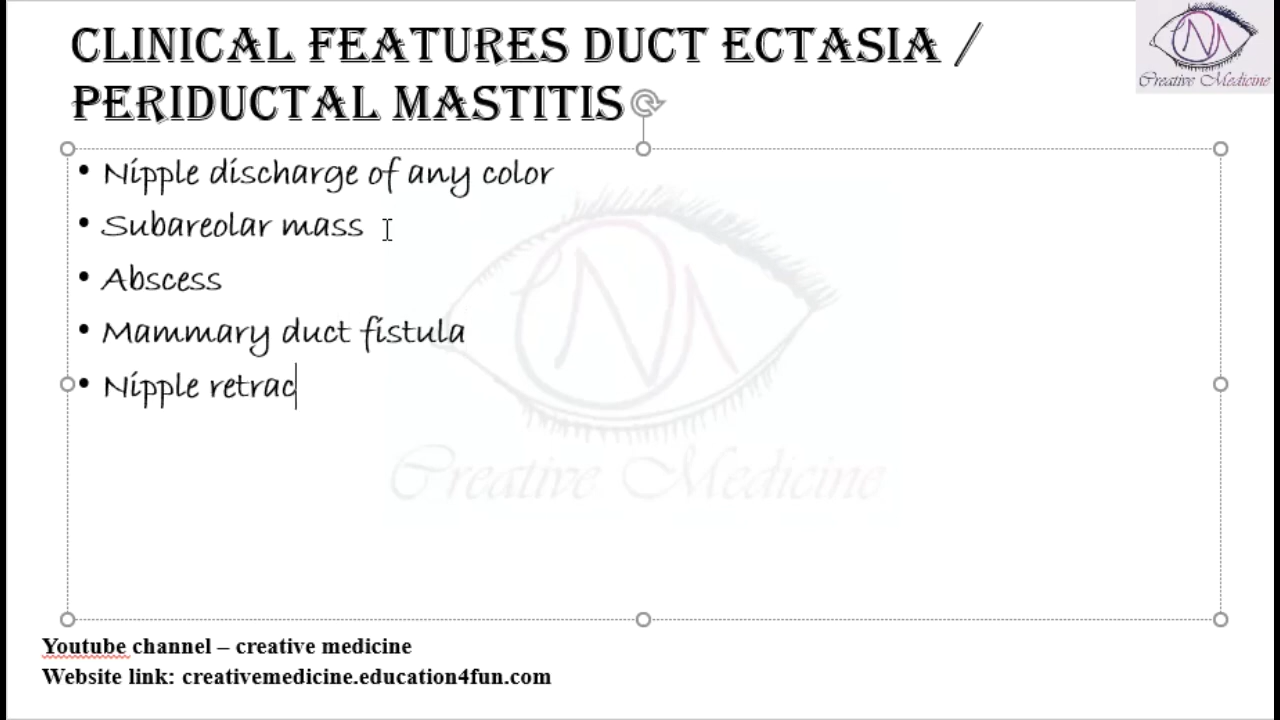 CLINICAL FEATURES DUCT ECTASIA /
PERIDUCTAL MASTITIS
Creative Medicine
• Nipple discharge of any color
• Subareolar mass
• Abscess
• Mammary duct fistula
• Nipple retrac
Creative Medicine
Youtube channel – creative medicine
Website link: creativemedicine.education4fun.com